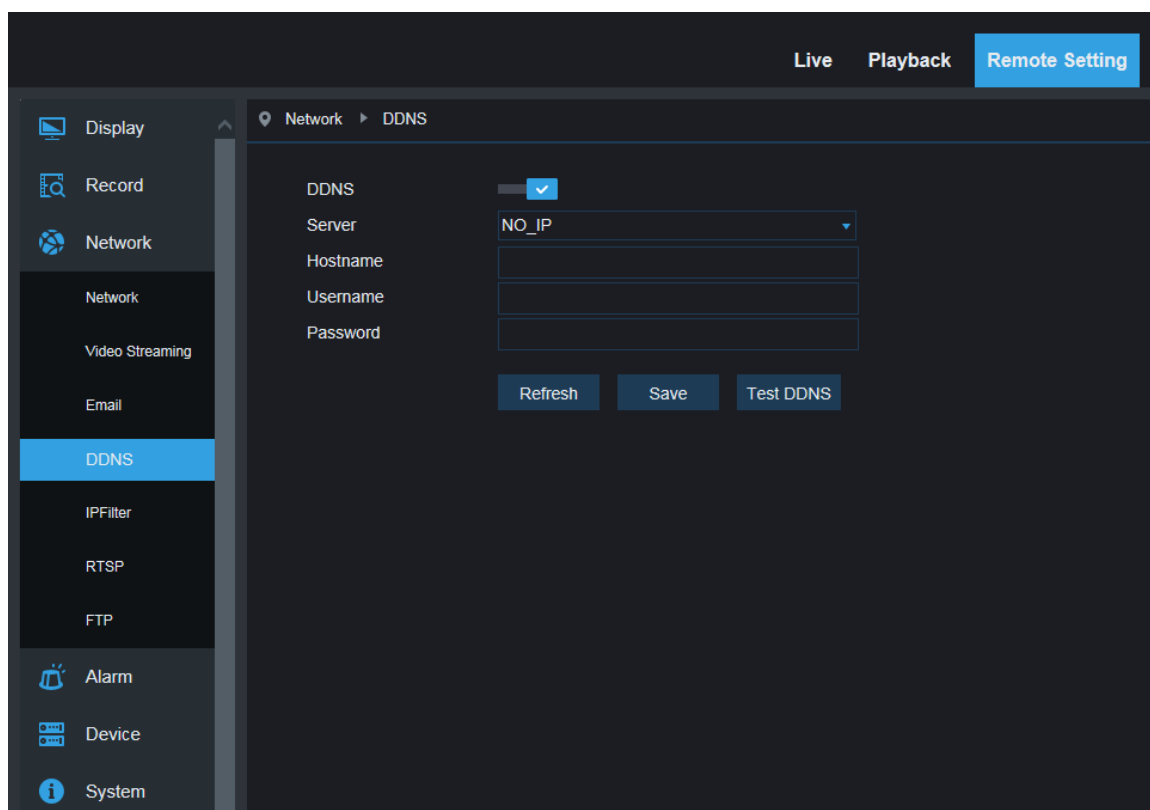 Live Playback Remote Setting
Display
Record
Network
Network
Video Streaming
Email
DDNS
IPFilter
RTSP
FTP
Alarm
Device
System
Network DDNS
DDNS
Server NO_IP
Hostname
Username
Password
Refresh Save Test DDNS